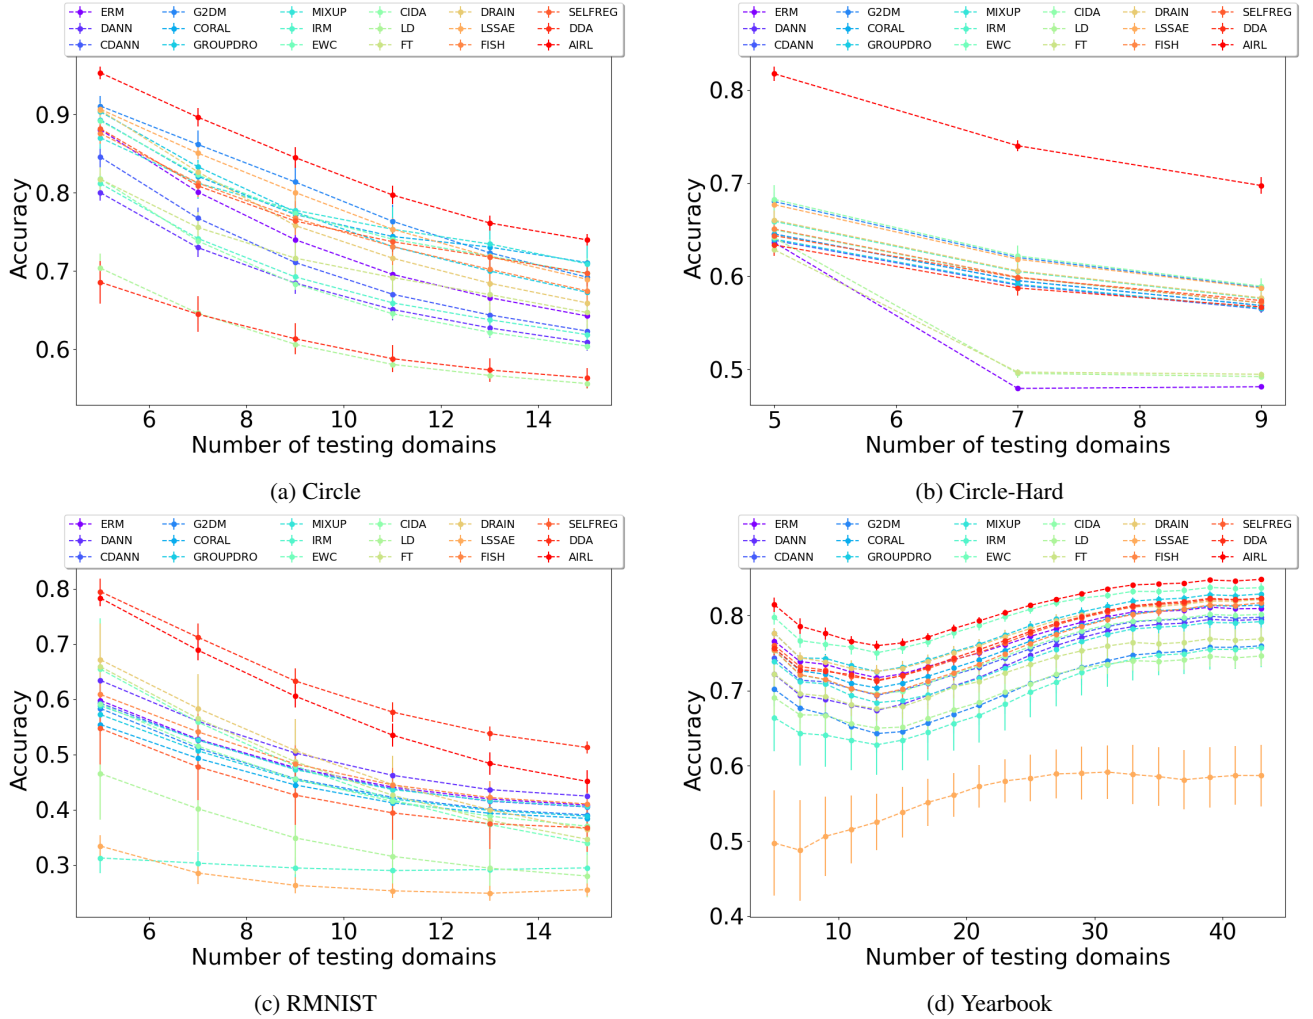 ERM G2DM MIXUP CIDA DRAIN SELFREG
DANN CORAL IRM LD LSSAE DDA
CDANN GROUPDRO EWC FT FISH AIRL
0.9
0.8
0.7
0.6
Accuracy
6 8 10 12 14
Number of testing domains
(a) Circle
ERM G2DM MIXUP CIDA DRAIN SELFREG
DANN CORAL IRM LD LSSAE DDA
CDANN GROUPDRO EWC FT FISH AIRL
0.8
0.7
0.6
0.5
Accuracy
5 6 7 8 9
Number of testing domains
(b) Circle-Hard
ERM G2DM MIXUP CIDA DRAIN SELFREG
DANN CORAL IRM LD LSSAE DDA
CDANN GROUPDRO EWC FT FISH AIRL
0.8
0.7
0.6
0.5
0.4
0.3
Accuracy
6 8 10 12 14
Number of testing domains
(c) RMNIST
ERM G2DM MIXUP CIDA DRAIN SELFREG
DANN CORAL IRM LD LSSAE DDA
CDANN GROUPDRO EWC FT FISH AIRL
0.8
0.7
0.6
0.5
0.4
Accuracy
10 20 30 40
Number of testing domains
(d) Yearbook